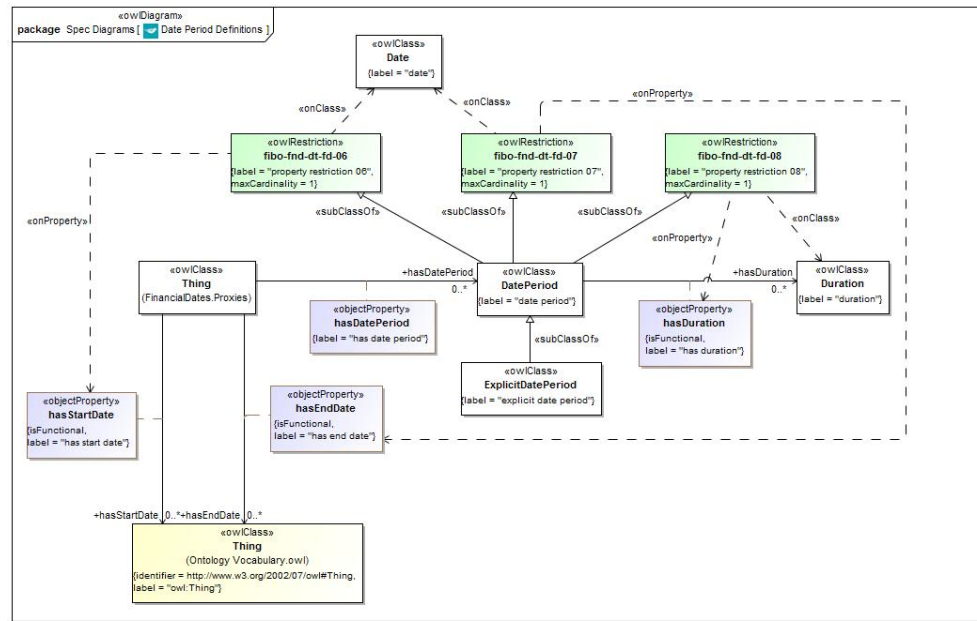 «owlDiagram»
package Spec Diagrams [ Date Period Definitions ]
«owlClass»
Date
{label = "date"}
«onClass»
«onClass»
«onProperty»
«owlRestriction»
fibo-fnd-dt-fd-06
{label = "property restriction 06",
maxCardinality = 1}
«owlRestriction»
fibo-fnd-dt-fd-07
{label = "property restriction 07",
maxCardinality = 1}
«owlRestriction»
fibo-fnd-dt-fd-08
{label = "property restriction 08",
maxCardinality = 1}
«onProperty»
«subClassOf»
«subClassOf»
«subClassOf»
«onProperty»
«onClass»
«owlClass»
Thing
(FinancialDates.Proxies)
+hasDatePeriod
0..*
«owlClass»
DatePeriod
{label = "date period"}
+hasDuration
0..*
«owlClass»
Duration
{label = "duration"}
«objectProperty»
hasDatePeriod
{label = "has date period"}
«objectProperty»
hasDuration
{isFunctional,
label = "has duration"}
«subClassOf»
«owlClass»
ExplicitDatePeriod
{label = "explicit date period"}
«objectProperty»
hasStartDate
{isFunctional,
label = "has start date"}
«objectProperty»
hasEndDate
{isFunctional,
label = "has end date"}
+hasStartDate 0..*
+hasEndDate 0..*
«owlClass»
Thing
(Ontology Vocabulary.owl)
{identifier = http://www.w3.org/2002/07/owl#Thing,
label = "owl:Thing"}